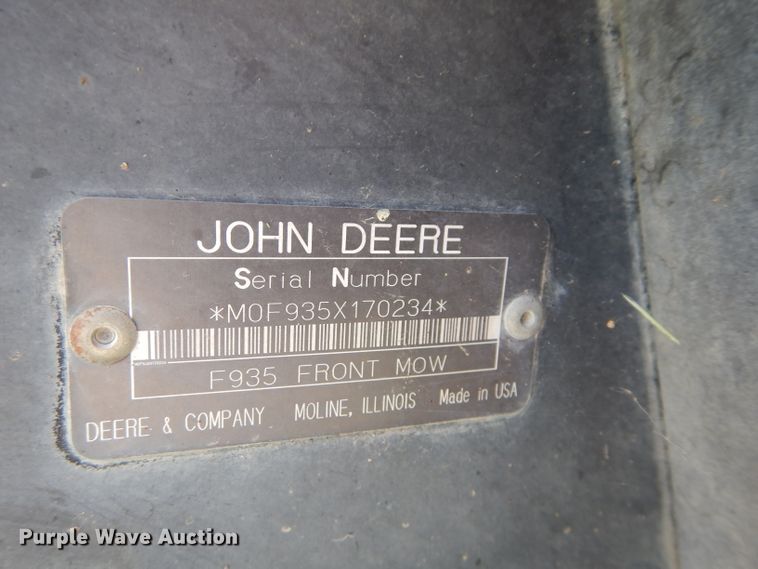 JOHN DEERE
Serial Number
*M0F935X170234*
F935 FRONT MOW
DEERE & COMPANY MOLINE, ILLINOIS Made in USA
Purple Wave Auction